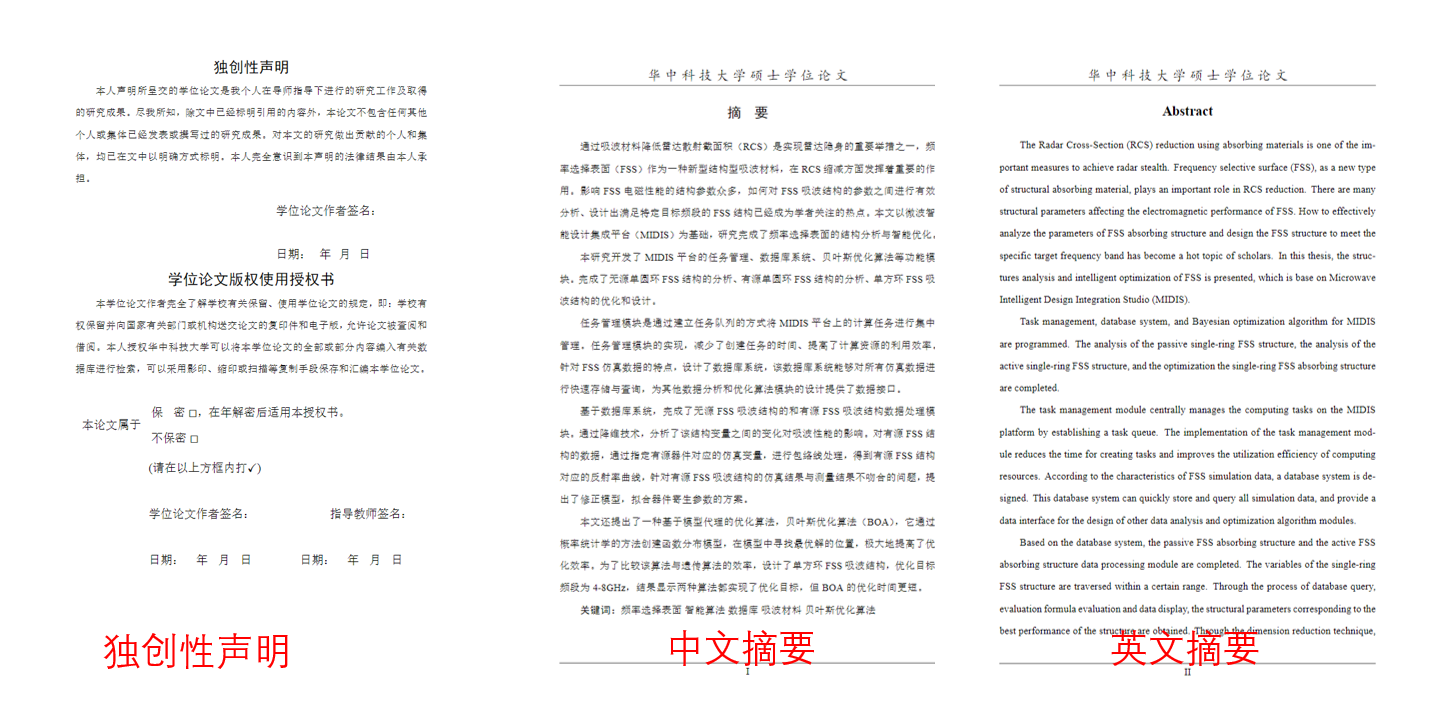 独创性声明
本人声明所呈交的学位论文是我个人在导师指导下进行的研究工作及取得
的研究成果。尽我所知，除文中已经标明引用的内容外，本论文不包含任何其他
个人或集体已经发表或撰写过的研究成果。对本文的研究做出贡献的个人和集
体，均已在文中以明确方式标明。本人完全意识到本声明的法律结果由本人承
担。
学位论文作者签名：
日期： 年 月 日
学位论文版权使用授权书
本学位论文作者完全了解学校有关保留、使用学位论文的规定，即：学校有
权保留并向国家有关部门或机构送交论文的复印件和电子版，允许论文被查阅和
借阅。本人授权华中科技大学可以将本学位论文的全部或部分内容编入有关数
据库进行检索，可以采用影印、缩印或扫描等复制手段保存和汇编本学位论文。
保 密 □，在年解密后适用本授权书。
本论文属于
不保密 □
(请在以上方框内打✓)
学位论文作者签名： 指导教师签名：
日期： 年 月 日 日期： 年 月 日
独创性声明
华中科技大学硕士学位论文
摘 要
通过吸波材料降低雷达散射截面积（RCS）是实现雷达隐身的重要举措之一，频
率选择表面（FSS）作为一种新型结构型吸波材料，在 RCS 缩减方面发挥着重要的作
用。影响 FSS 电磁性能的结构参数众多，如何对 FSS 吸波结构的参数之间进行有效
分析、设计出满足特定目标频段的 FSS 结构已经成为学者关注的热点。本文以微波智
能设计集成平台（MIDIS）为基础，研究完成了频率选择表面的结构分析与智能优化。
本研究开发了 MIDIS 平台的任务管理、数据库系统、贝叶斯优化算法等功能模
块。完成了无源单圆环 FSS 结构的分析、有源单圆环 FSS 结构的分析、单方环 FSS 吸
波结构的优化和设计。
任务管理模块是通过建立任务队列的方式将 MIDIS 平台上的计算任务进行集中
管理。任务管理模块的实现，减少了创建任务的时间、提高了计算资源的利用效率。
针对 FSS 仿真数据的特点，设计了数据库系统，该数据库系统能够对所有仿真数据进
行快速存储与查询，为其他数据分析和优化算法模块的设计提供了数据接口。
基于数据库系统，完成了无源 FSS 吸波结构的和有源 FSS 吸波结构数据处理模
块。通过降维技术，分析了该结构变量之间的变化对吸波性能的影响。对有源 FSS 结
构的数据，通过指定有源器件对应的仿真变量，进行包络线处理，得到有源 FSS 结构
对应的反射率曲线，针对有源 FSS 吸波结构的仿真结果与测量结果不吻合的问题，提
出了修正模型，拟合器件寄生参数的方案。
本文还提出了一种基于模型代理的优化算法，贝叶斯优化算法（BOA），它通过
概率统计学的方法创建函数分布模型，在模型中寻找最优解的位置，极大地提高了优
化效率。为了比较该算法与遗传算法的效率，设计了单方环 FSS 吸波结构，优化目标
频段为 4-8GHz，结果显示两种算法都实现了优化目标，但 BOA 的优化时间更短。
关键词：频率选择表面 智能算法 数据库 吸波材料 贝叶斯优化算法
中文摘要
I
华中科技大学硕士学位论文
Abstract
The Radar Cross-Section (RCS) reduction using absorbing materials is one of the im-
portant measures to achieve radar stealth. Frequency selective surface (FSS), as a new type
of structural absorbing material, plays an important role in RCS reduction. There are many
structural parameters affecting the electromagnetic performance of FSS. How to effectively
analyze the parameters of FSS absorbing structure and design the FSS structure to meet the
specific target frequency band has become a hot topic of scholars. In this thesis, the struc-
tures analysis and intelligent optimization of FSS is presented, which is base on Microwave
Intelligent Design Integration Studio (MIDIS).
Task management, database system, and Bayesian optimization algorithm for MIDIS
are programmed. The analysis of the passive single-ring FSS structure, the analysis of the
active single-ring FSS structure, and the optimization the single-ring FSS absorbing structure
are completed.
The task management module centrally manages the computing tasks on the MIDIS
platform by establishing a task queue. The implementation of the task management mod-
ule reduces the time for creating tasks and improves the utilization efficiency of computing
resources. According to the characteristics of FSS simulation data, a database system is de-
signed. This database system can quickly store and query all simulation data, and provide a
data interface for the design of other data analysis and optimization algorithm modules.
Based on the database system, the passive FSS absorbing structure and the active FSS
absorbing structure data processing module are completed. The variables of the single-ring
FSS structure are traversed within a certain range. Through the process of database query,
evaluation formula evaluation and data display, the structural parameters corresponding to the
best performance of the structure are obtained. Through the dimension reduction technique,
英文摘要
II